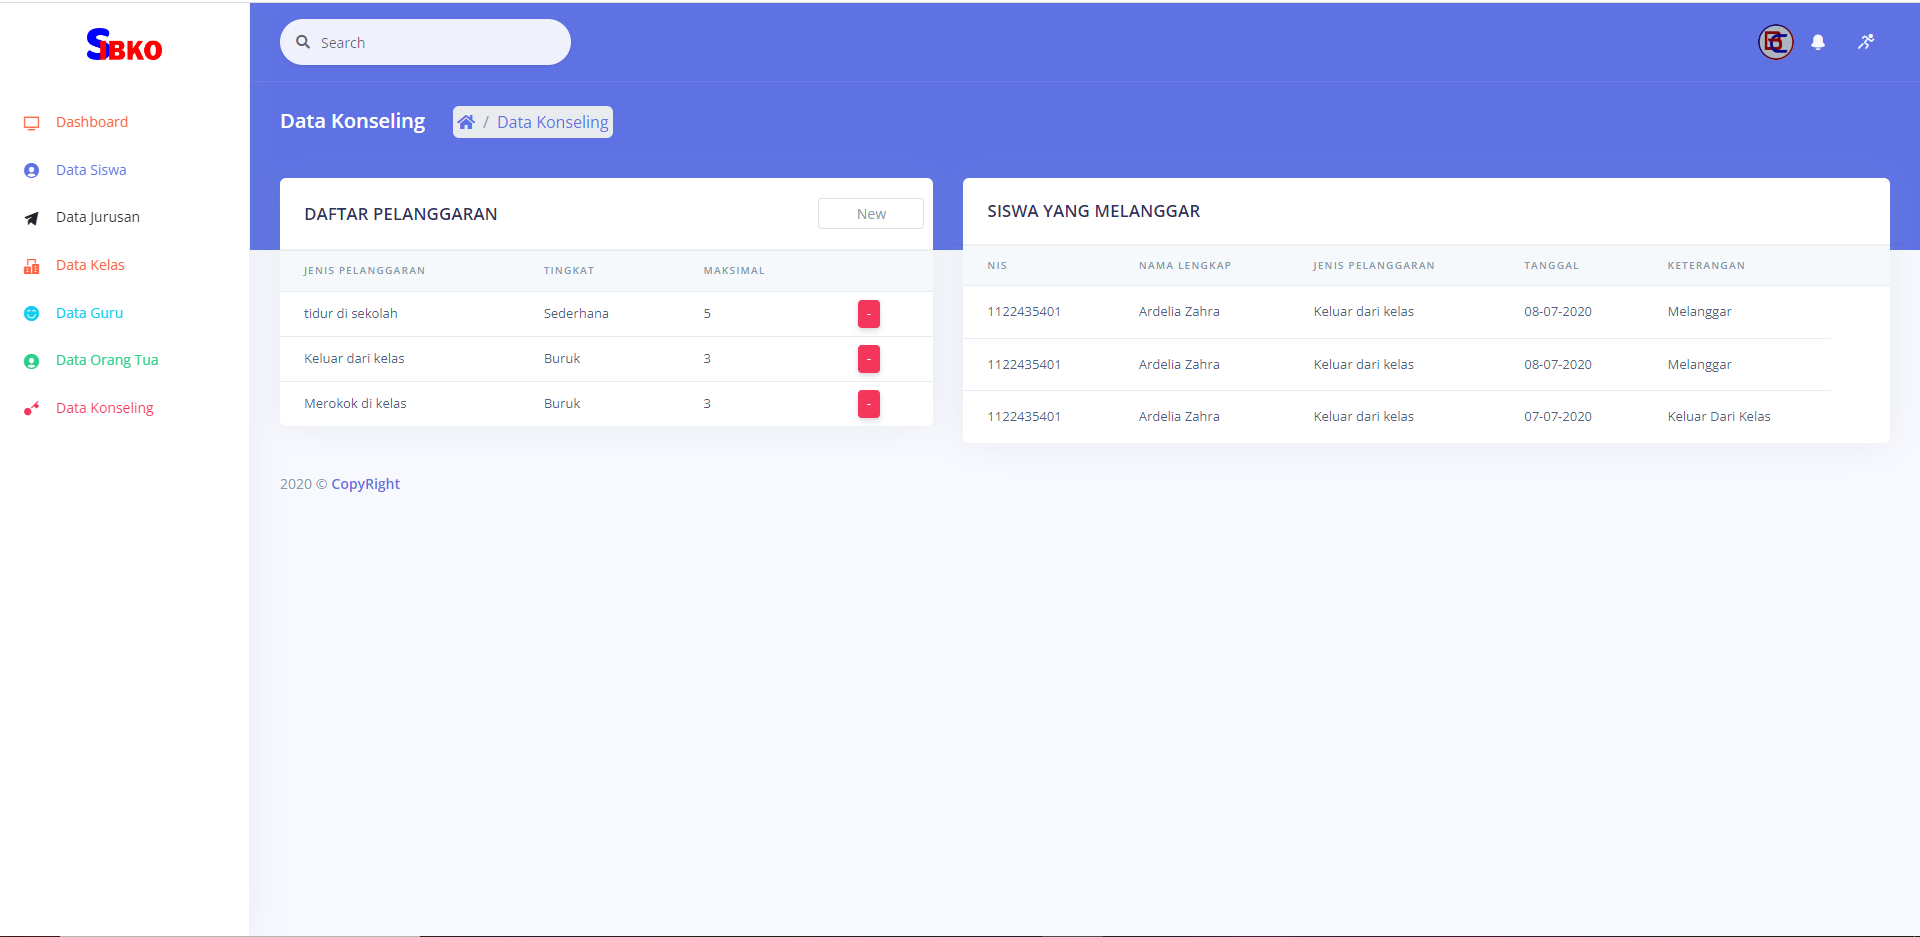 SIBKO
Search
Dashboard
Data Siswa
Data Jurusan
Data Kelas
Data Guru
Data Orang Tua
Data Konseling
Data Konseling
/ Data Konseling
DAFTAR PELANGGARAN
New
JENIS PELANGGARAN TINGKAT MAKSIMAL
tidur di sekolah Sederhana 5 -
Keluar dari kelas Buruk 3 -
Merokok di kelas Buruk 3 -
SISWA YANG MELANGGAR
NIS NAMA LENGKAP JENIS PELANGGARAN TANGGAL KETERANGAN
1122435401 Ardelia Zahra Keluar dari kelas 08-07-2020 Melanggar
1122435401 Ardelia Zahra Keluar dari kelas 08-07-2020 Melanggar
1122435401 Ardelia Zahra Keluar dari kelas 07-07-2020 Keluar Dari Kelas
2020 © CopyRight